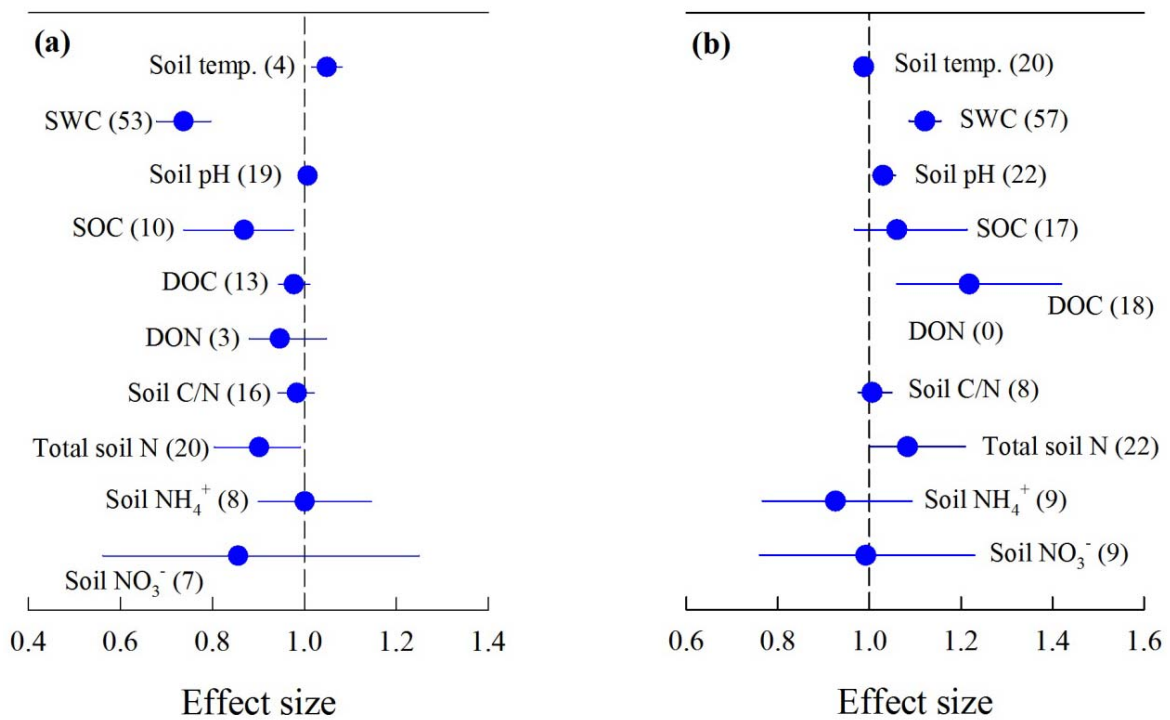 (a)
Soil temp. (4)
SWC (53)
Soil pH (19)
SOC (10)
DOC (13)
DON (3)
Soil C/N (16)
Total soil N (20)
Soil NH₄⁺ (8)
Soil NO₃⁻ (7)
0.4 0.6 0.8 1.0 1.2 1.4
Effect size
(b)
Soil temp. (20)
SWC (57)
Soil pH (22)
SOC (17)
DOC (18)
DON (0)
Soil C/N (8)
Total soil N (22)
Soil NH₄⁺ (9)
Soil NO₃⁻ (9)
0.6 0.8 1.0 1.2 1.4 1.6
Effect size